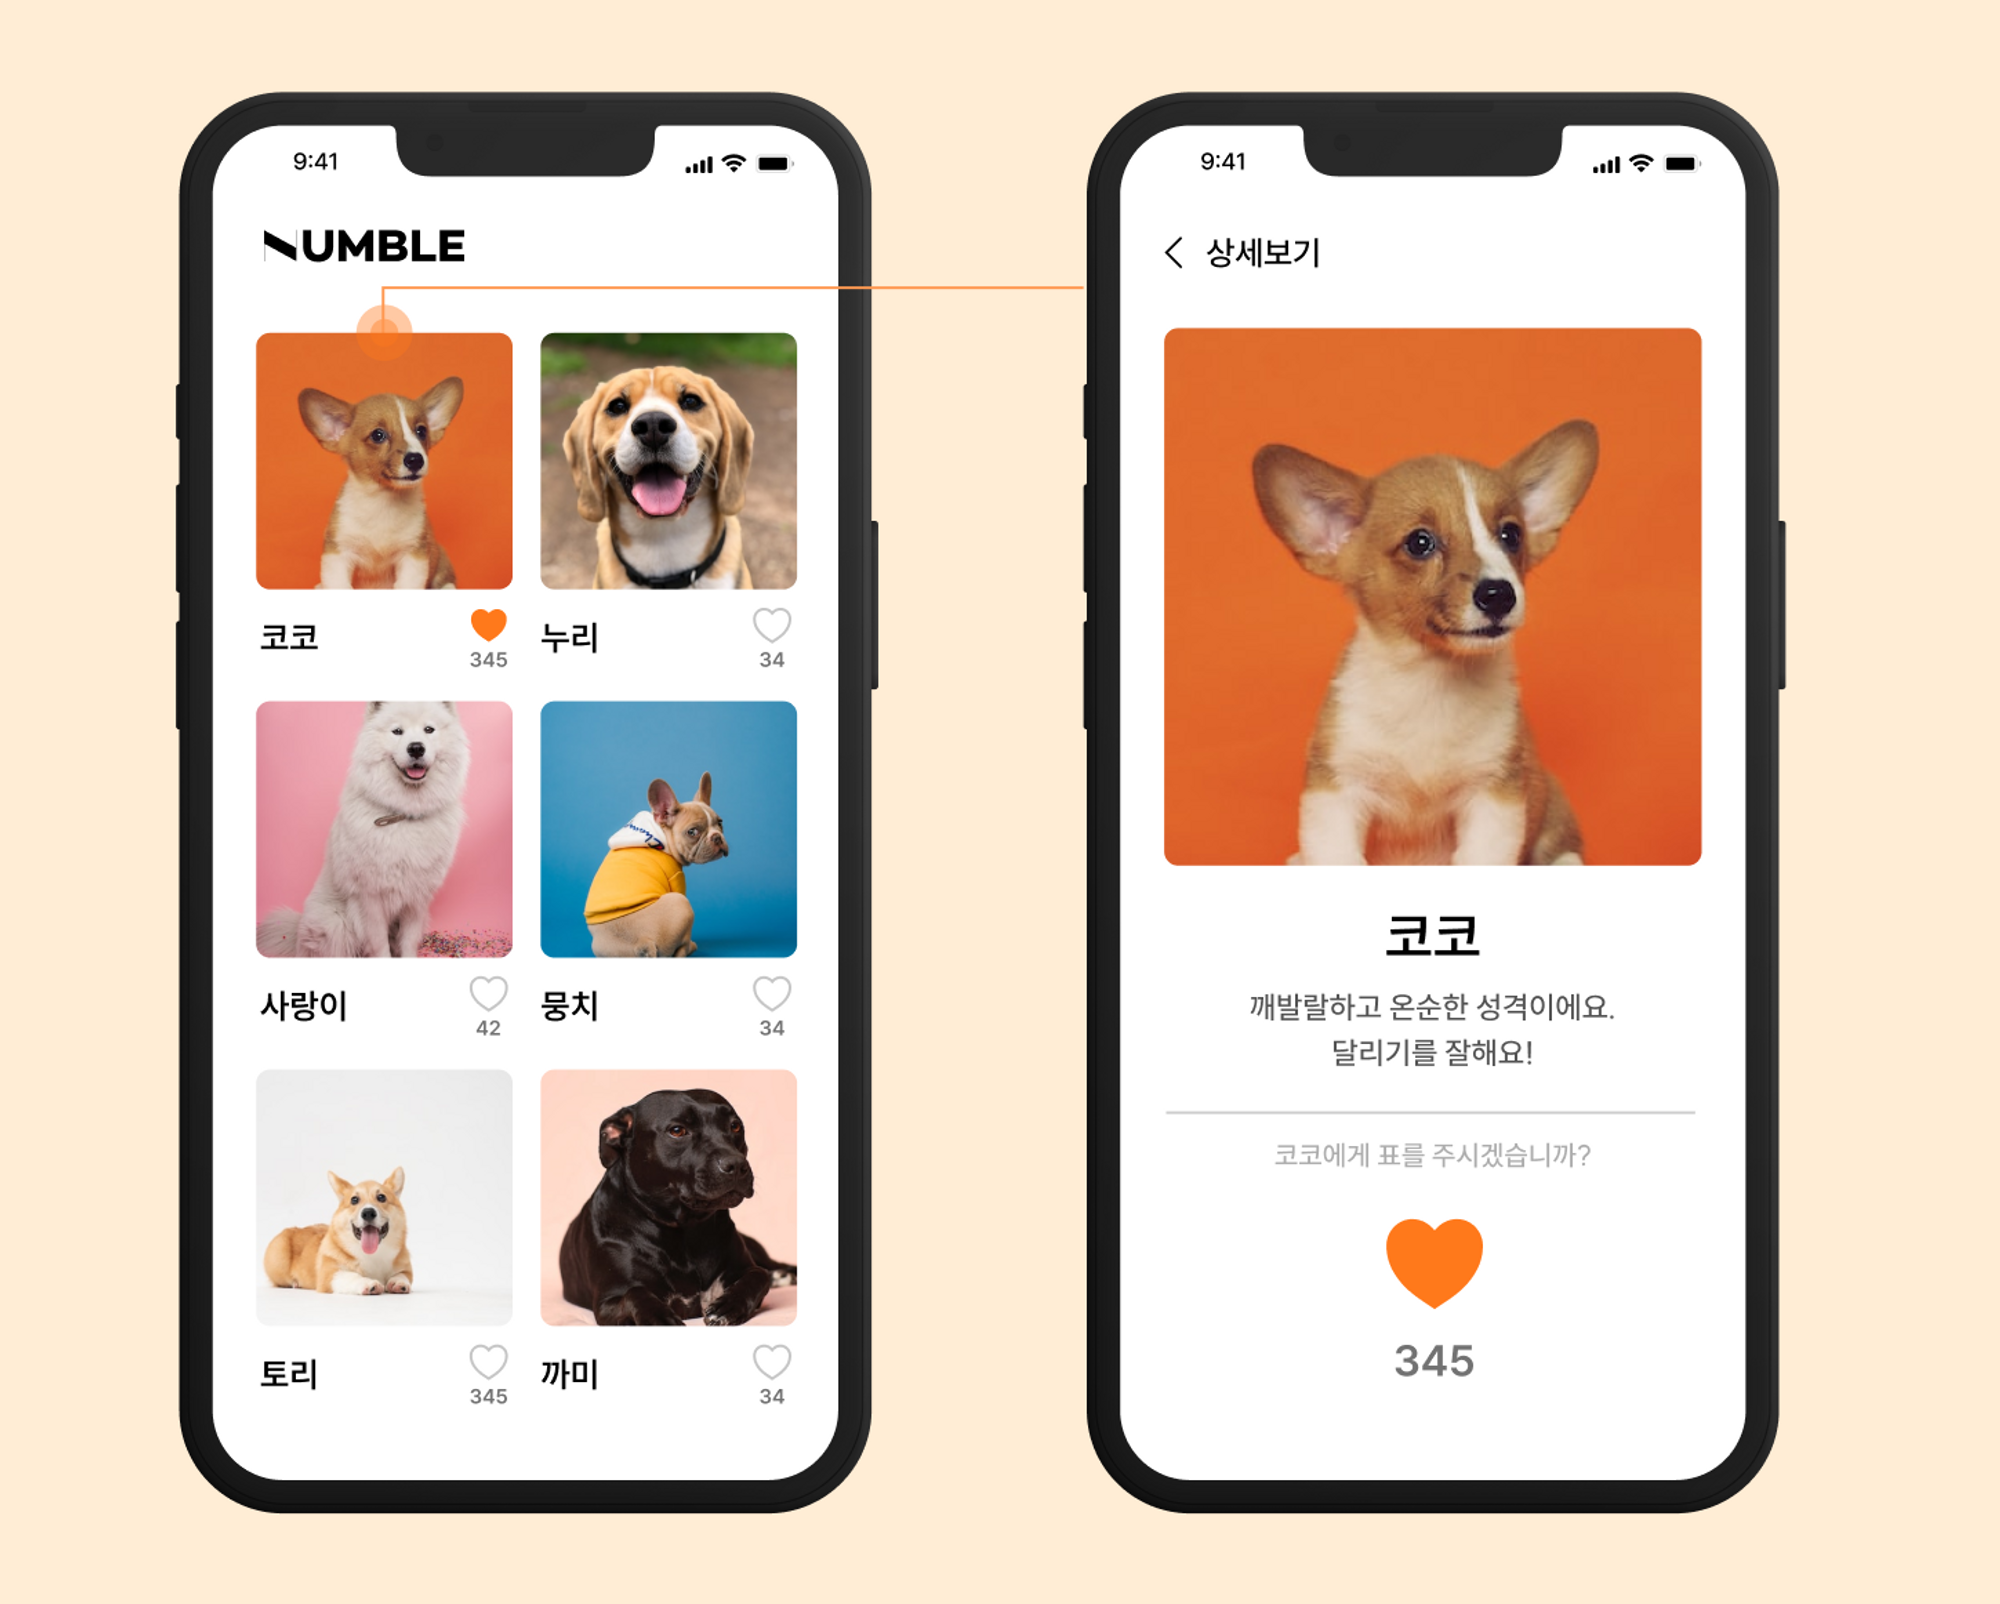 9:41
NUMBLE
코코
345
누리
34
사랑이
42
뭉치
34
토리
345
까미
34
9:41
상세보기
코코
깨발랄하고 온순한 성격이에요.
달리기를 잘해요!
코코에게 표를 주시겠습니까?
345